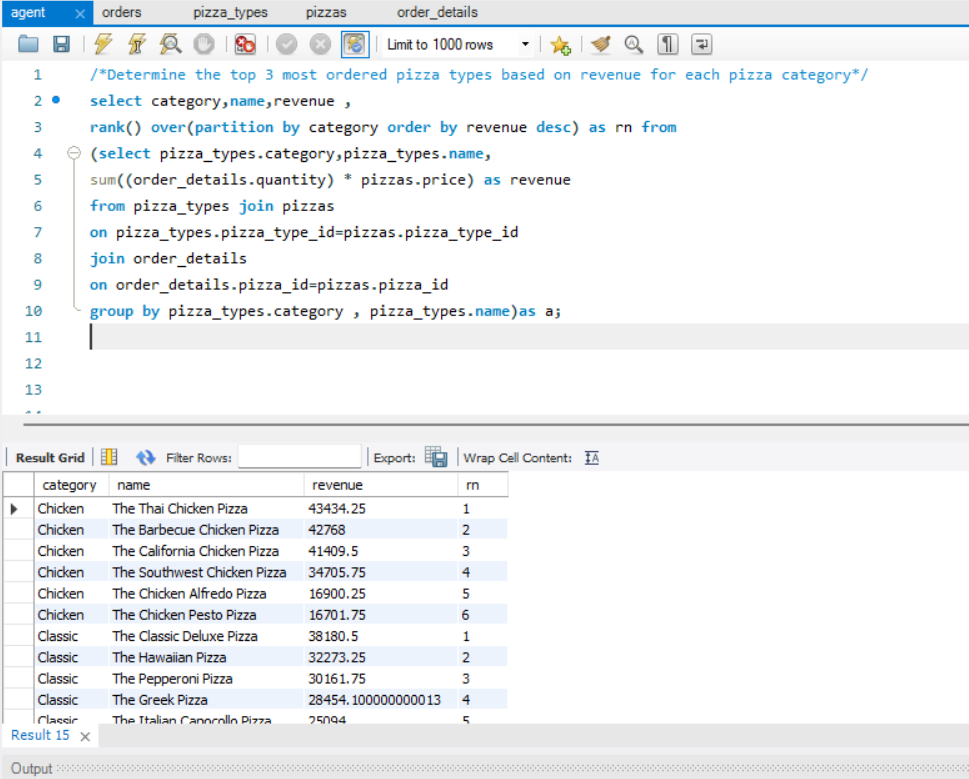 agent orders pizza_types pizzas order_details
Limit to 1000 rows
1 /*Determine the top 3 most ordered pizza types based on revenue for each pizza category*/
2 select category,name,revenue ,
3 rank() over(partition by category order by revenue desc) as rn from
4 (select pizza_types.category,pizza_types.name,
5 sum((order_details.quantity) * pizzas.price) as revenue
6 from pizza_types join pizzas
7 on pizza_types.pizza_type_id=pizzas.pizza_type_id
8 join order_details
9 on order_details.pizza_id=pizzas.pizza_id
10 group by pizza_types.category , pizza_types.name)as a;
11
12
13
Result Grid Filter Rows: Export: Wrap Cell Content: IA
category name revenue rn
Chicken The Thai Chicken Pizza 43434.25 1
Chicken The Barbecue Chicken Pizza 42768 2
Chicken The California Chicken Pizza 41409.5 3
Chicken The Southwest Chicken Pizza 34705.75 4
Chicken The Chicken Alfredo Pizza 16900.25 5
Chicken The Chicken Pesto Pizza 16701.75 6
Classic The Classic Deluxe Pizza 38180.5 1
Classic The Hawaiian Pizza 32273.25 2
Classic The Pepperoni Pizza 30161.75 3
Classic The Greek Pizza 28454.100000000013 4
Classic The Italian Capocollo Pizza 25094 5
Result 15
Output